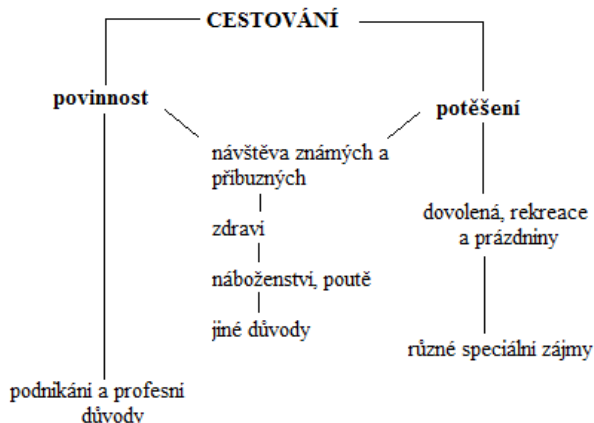 CESTOVÁNÍ
povinnost
potěšení
návštěva známých a
příbuzných
zdraví
náboženství, poutě
jiné důvody
dovolená, rekreace
a prázdniny
různé speciální zájmy
podnikání a profesní
důvody